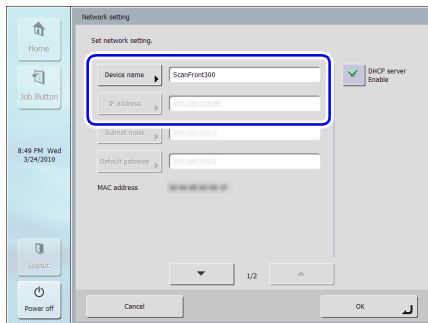 Network setting
Home
Job Button
8:49 PM Wed
3/24/2010
Logout
Power off
Set network setting.
Device name
ScanFront300
DHCP server
Enable
IP address
Subnet mask
Default gateway
MAC address
1/2
Cancel
OK